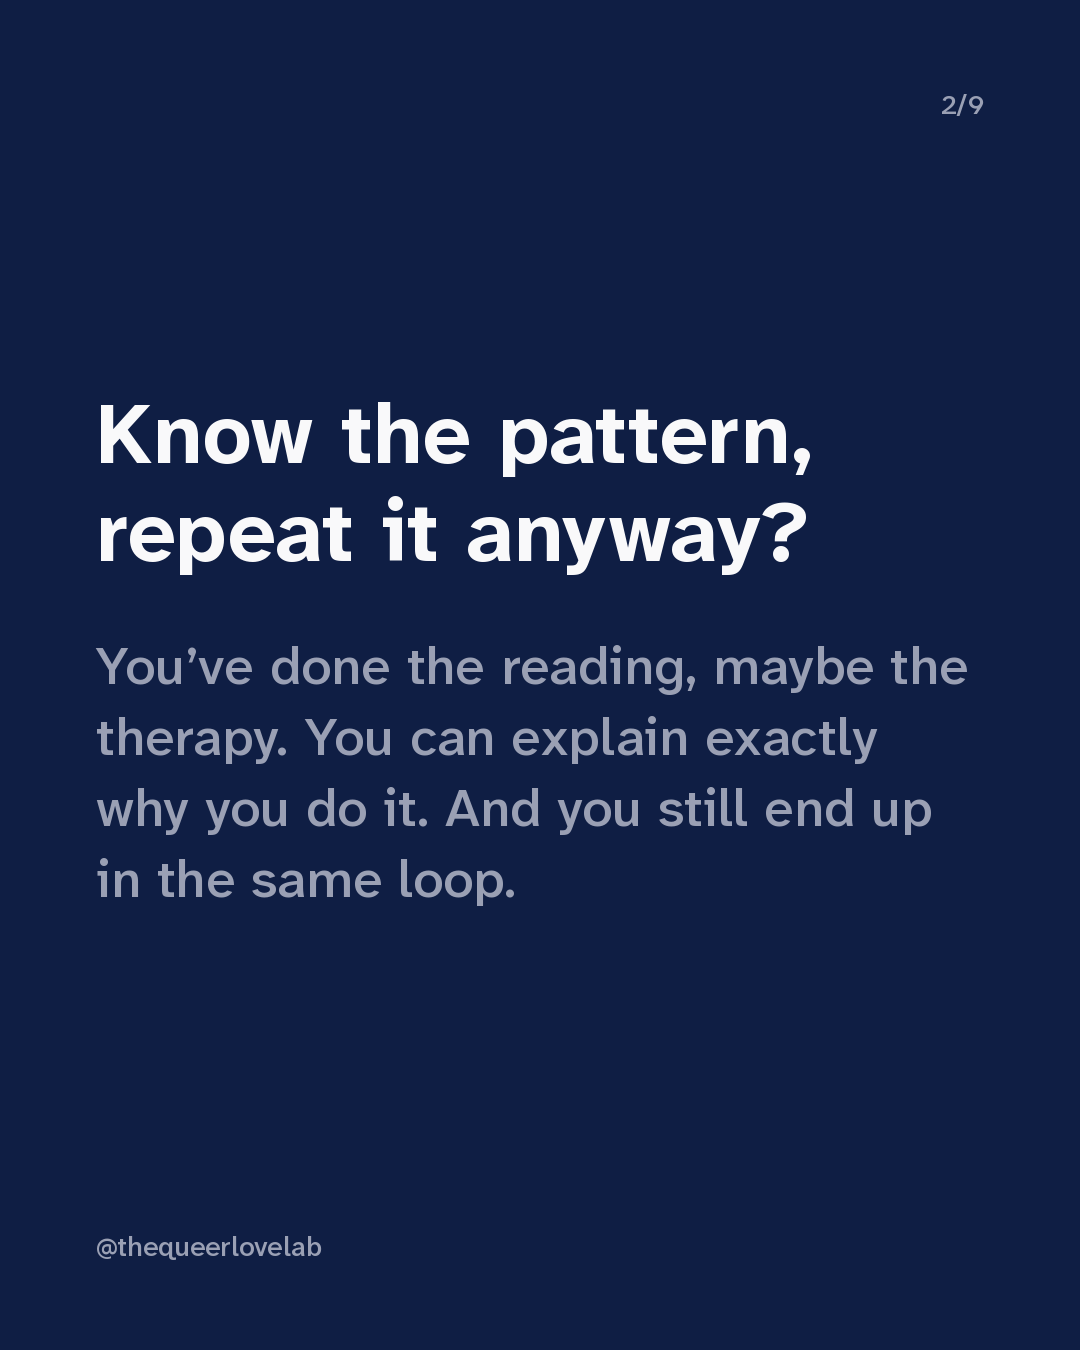 2/9
Know the pattern,
repeat it anyway?
You’ve done the reading, maybe the
therapy. You can explain exactly
why you do it. And you still end up
in the same loop.
@thequeerlovelab